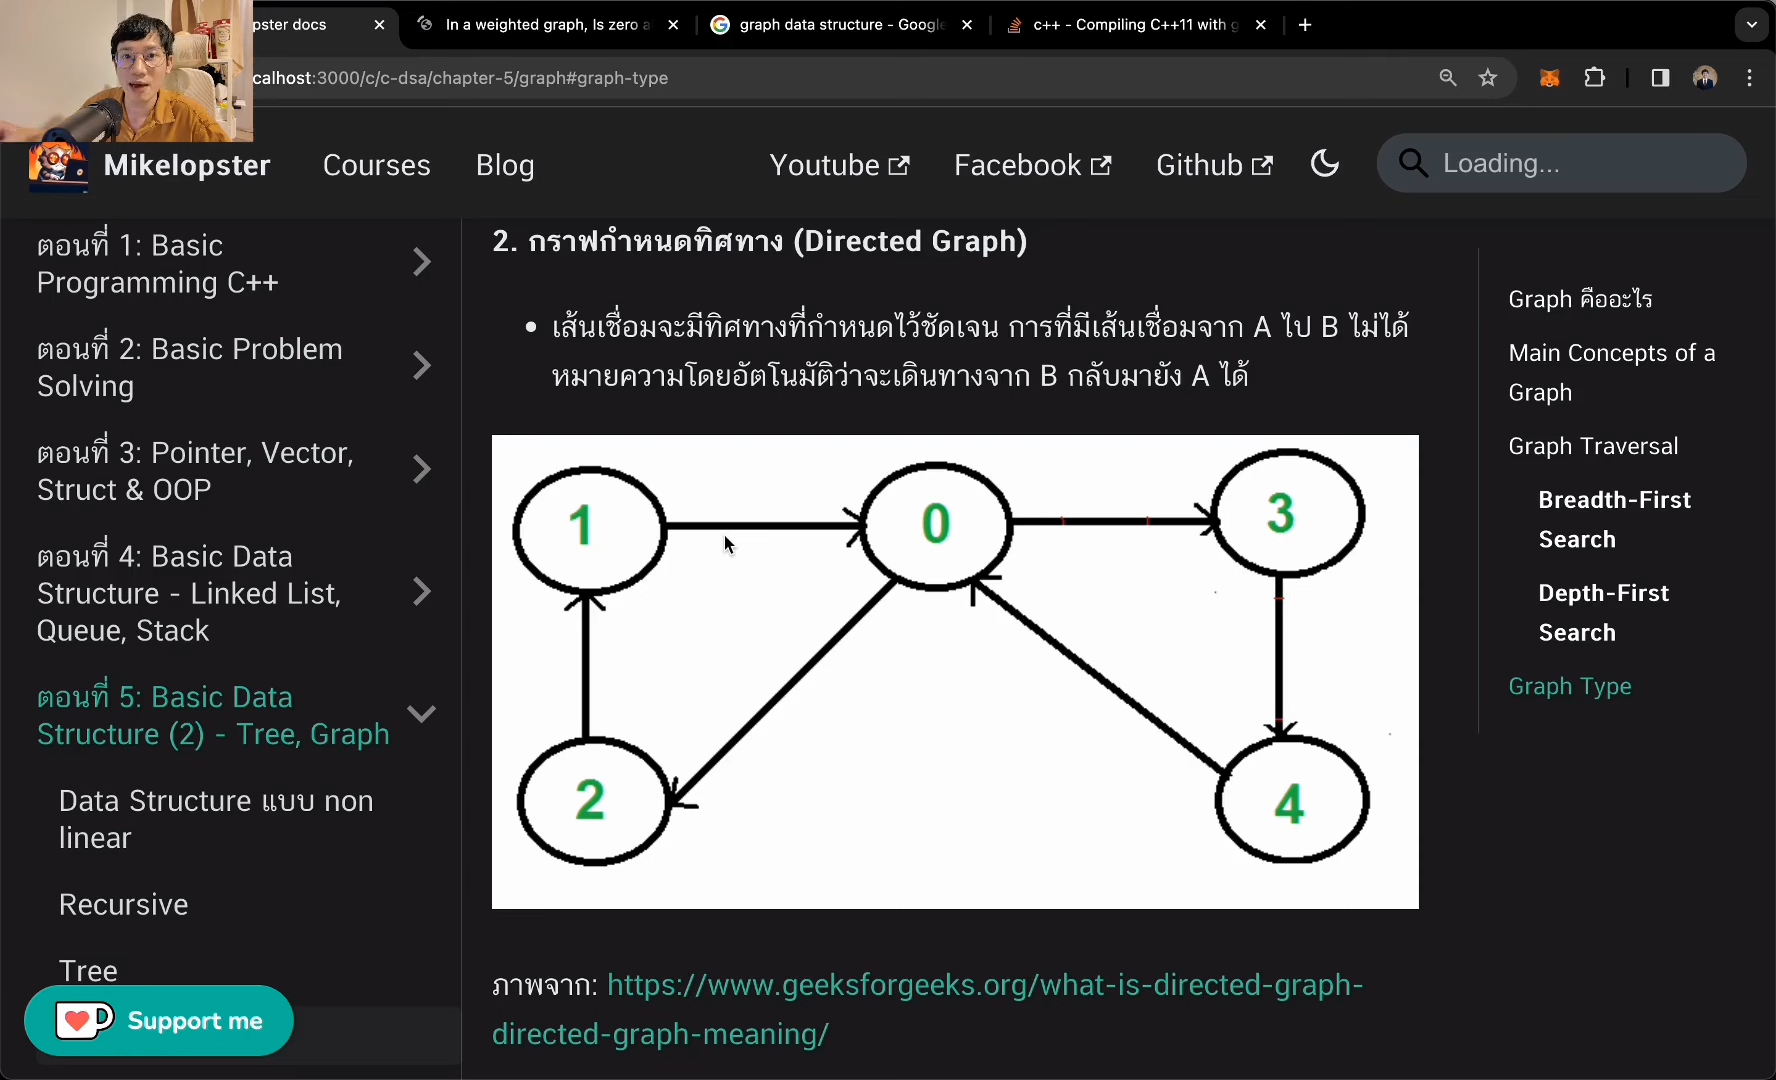 pster docs
In a weighted graph, Is zero a
graph data structure - Google
c++ - Compiling C++11 with g
calhost:3000/c/c-dsa/chapter-5/graph#graph-type
Mikelopster
Courses
Blog
Youtube
Facebook
Github
Loading...
ตอนที่ 1: Basic
Programming C++
ตอนที่ 2: Basic Problem
Solving
ตอนที่ 3: Pointer, Vector,
Struct & OOP
ตอนที่ 4: Basic Data
Structure - Linked List,
Queue, Stack
ตอนที่ 5: Basic Data
Structure (2) - Tree, Graph
Data Structure แบบ non
linear
Recursive
Tree
Support me
2. กราฟกำหนดทิศทาง (Directed Graph)
เส้นเชื่อมจะมีทิศทางที่กำหนดไว้ชัดเจน การที่มีเส้นเชื่อมจาก A ไป B ไม่ได้
หมายความโดยอัตโนมัติว่าจะเดินทางจาก B กลับมายัง A ได้
1
0
3
2
4
ภาพจาก: https://www.geeksforgeeks.org/what-is-directed-graph-
directed-graph-meaning/
Graph คืออะไร
Main Concepts of a
Graph
Graph Traversal
Breadth-First
Search
Depth-First
Search
Graph Type